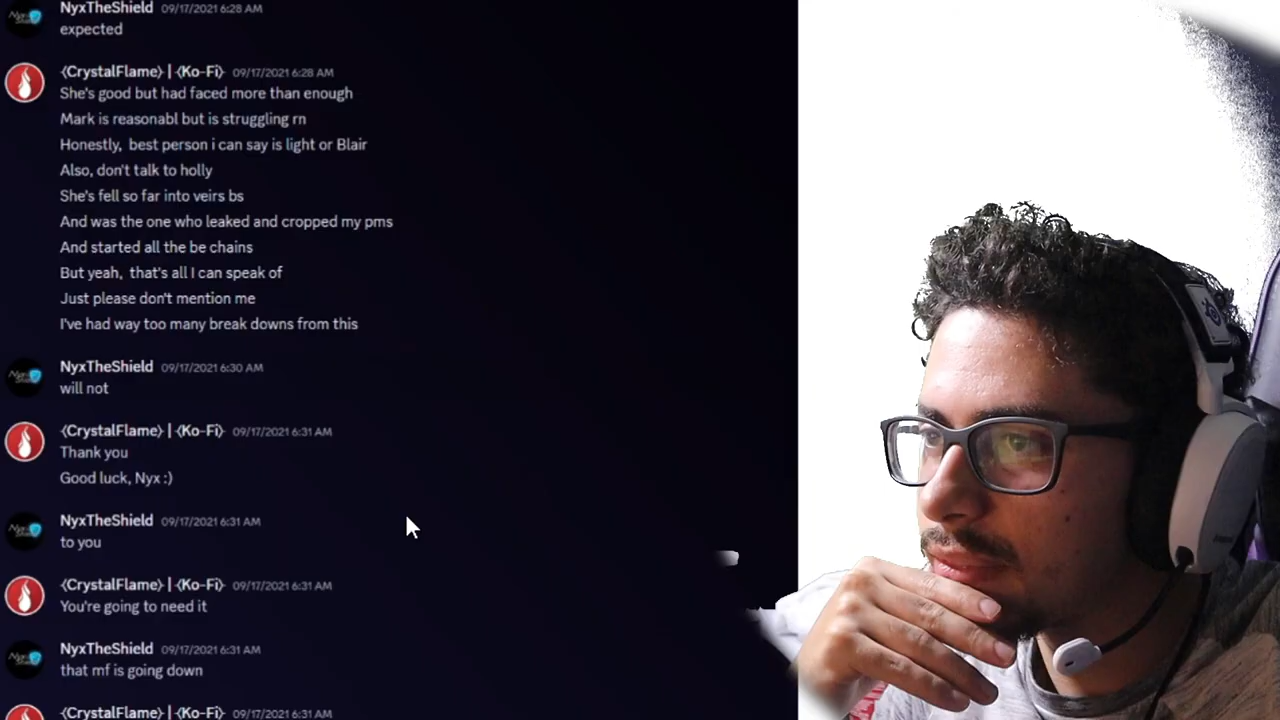 NyxTheShield 09/17/2021 6:28 AM
expected
{CrystalFlame} | {Ko-Fi} 09/17/2021 6:28 AM
She's good but had faced more than enough
Mark is reasonabl but is struggling rn
Honestly, best person i can say is light or Blair
Also, don't talk to holly
She's fell so far into veirs bs
And was the one who leaked and cropped my pms
And started all the be chains
But yeah, that's all I can speak of
Just please don't mention me
I've had way too many break downs from this
NyxTheShield 09/17/2021 6:30 AM
will not
{CrystalFlame} | {Ko-Fi} 09/17/2021 6:31 AM
Thank you
Good luck, Nyx :)
NyxTheShield 09/17/2021 6:31 AM
to you
{CrystalFlame} | {Ko-Fi} 09/17/2021 6:31 AM
You're going to need it
NyxTheShield 09/17/2021 6:31 AM
that mf is going down
{CrystalFlame} | {Ko-Fi} 09/17/2021 6:31 AM